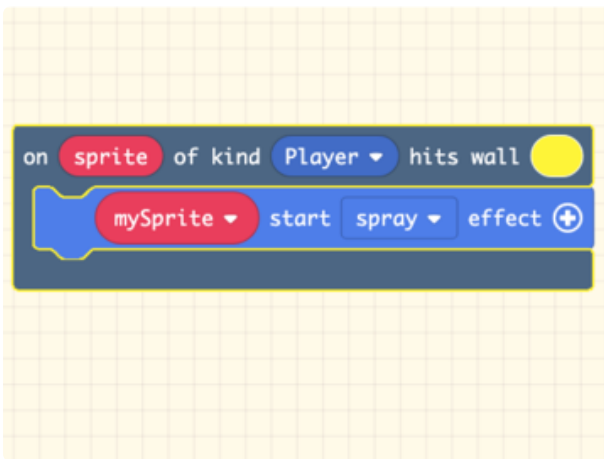 on sprite of kind Player hits wall
mySprite start spray effect